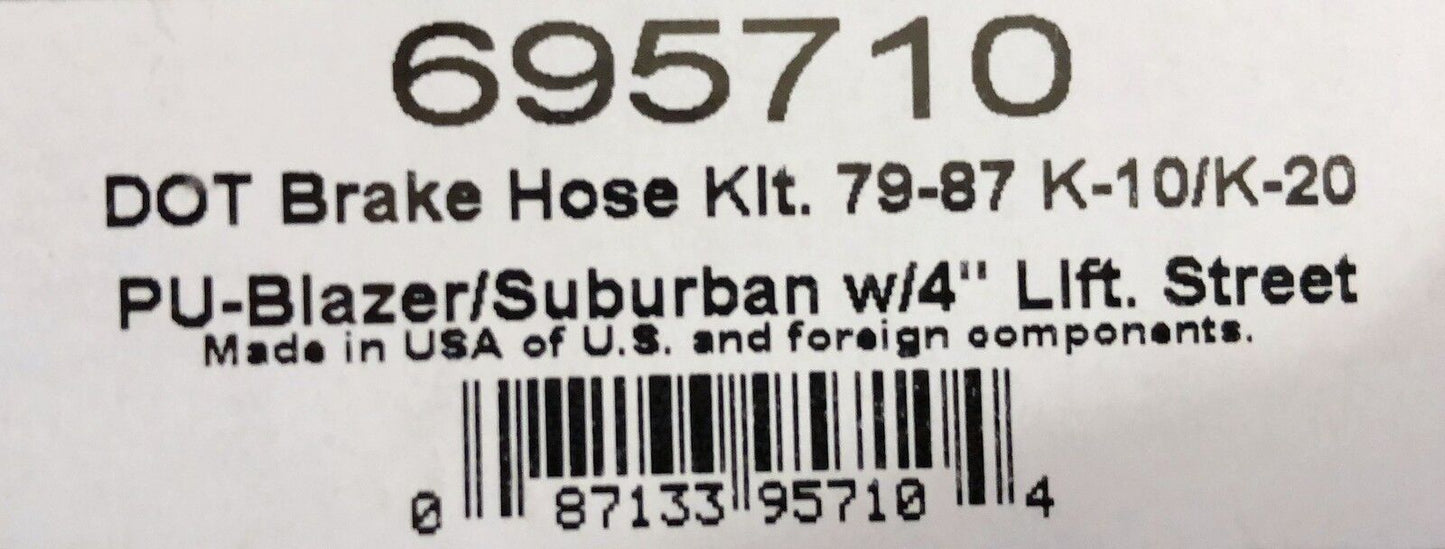 695710
DOT Brake Hose KIt. 79-87 K-10/K-20
PU-Blazer/Suburban w/4" LIft. Street
Made in USA of U.S. and foreign components.
0 87133 95710 4